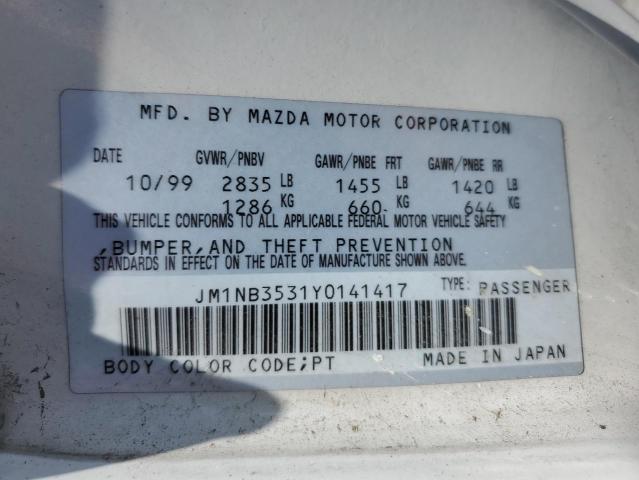 MFD. BY MAZDA MOTOR CORPORATION
DATE GVWR/PNBV GAWR/PNBE FRT GAWR/PNBE RR
10/99 2835 LB 1455 LB 1420 LB
1286 KG 660 KG 644 KG
THIS VEHICLE CONFORMS TO ALL APPLICABLE FEDERAL MOTOR VEHICLE SAFETY
,BUMPER,AND THEFT PREVENTION
STANDARDS IN EFFECT ON THE DATE OF MANUFACTURE SHOWN ABOVE.
JM1NB3531Y0141417 TYPE: PASSENGER
BODY COLOR CODE;PT MADE IN JAPAN